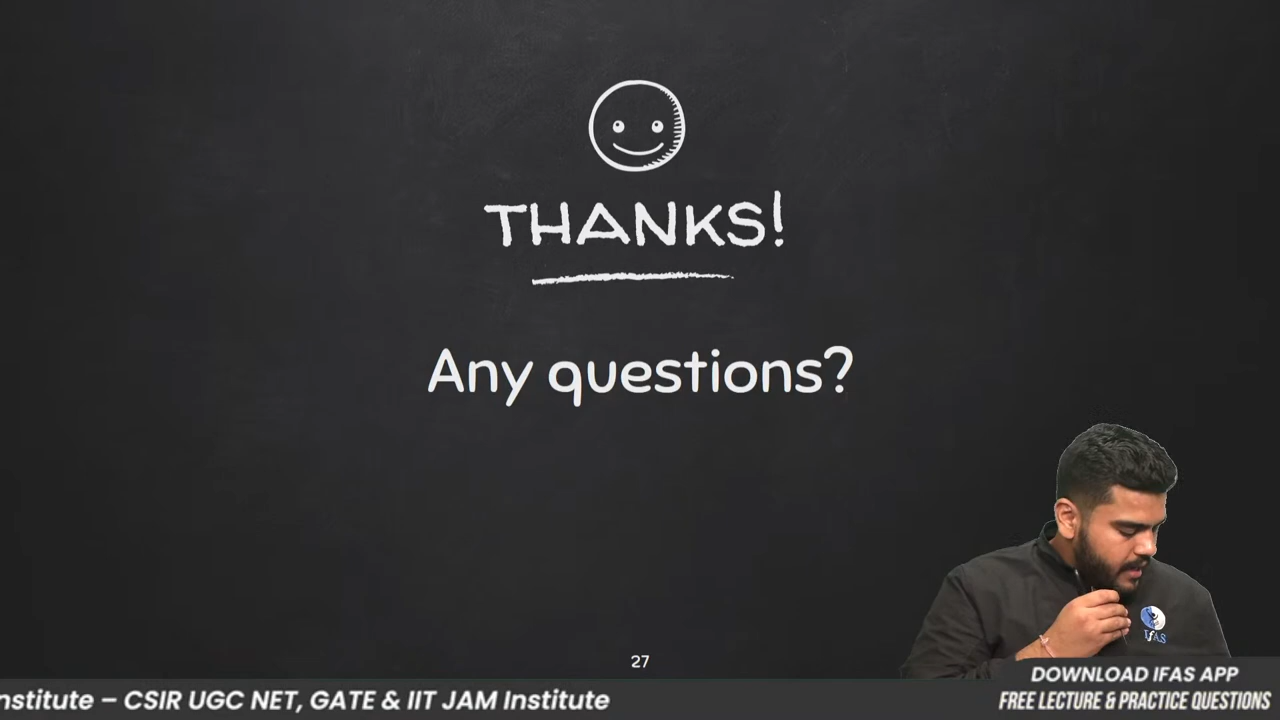 THANKS!
Any questions?
IfAS
27
DOWNLOAD IFAS APP
nstitute – CSIR UGC NET, GATE & IIT JAM Institute
FREE LECTURE & PRACTICE QUESTIONS